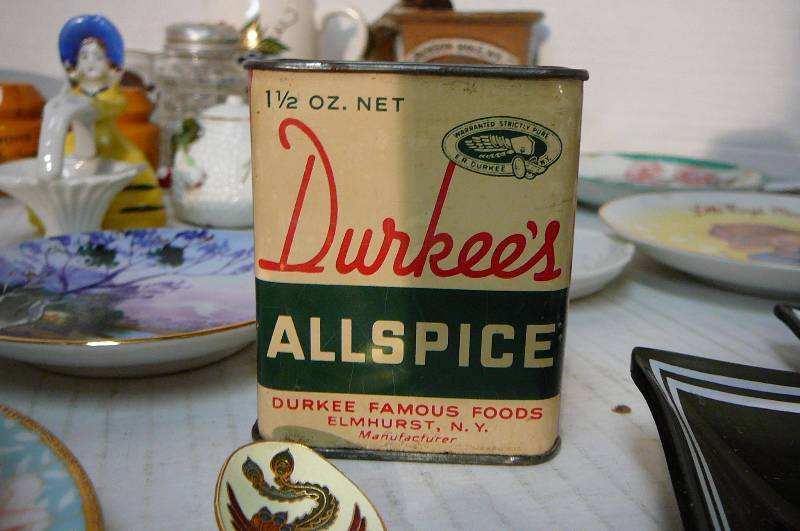 1½ OZ. NET
WARRANTED STRICTLY PURE
E.R. DURKEE N.Y.
Durkee's
ALLSPICE
DURKEE FAMOUS FOODS
ELMHURST, N.Y.
Manufacturer